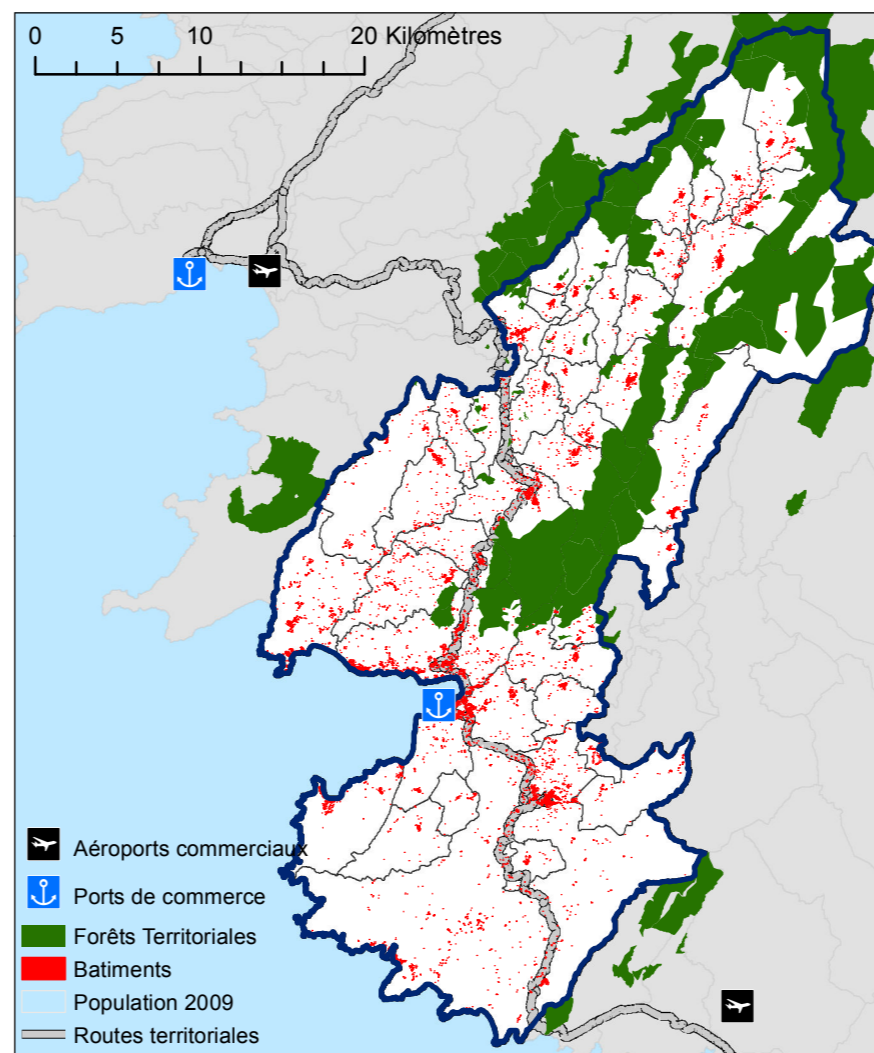 0 5 10 20 Kilomètres
Aéroports commerciaux
Ports de commerce
Forêts Territoriales
Batiments
Population 2009
Routes territoriales